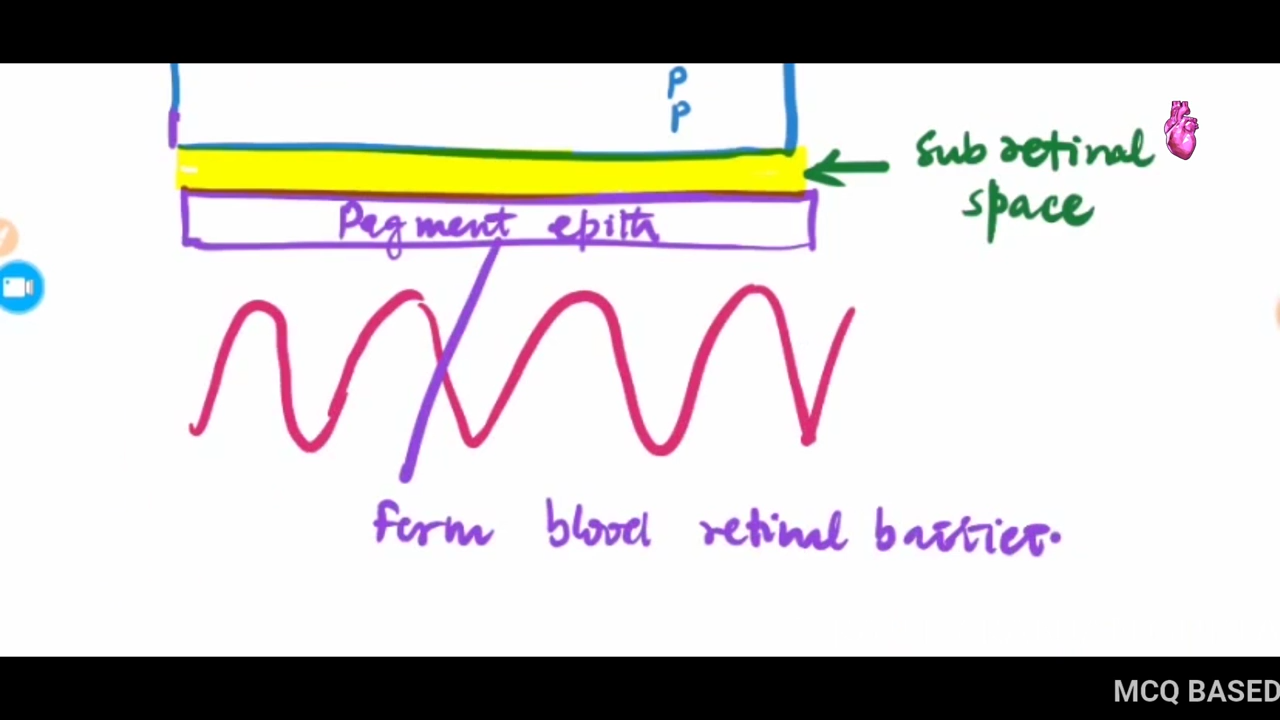 P
P
Sub retinal
space
Pegment epith
Form blood retinal barrier.
MCQ BASED